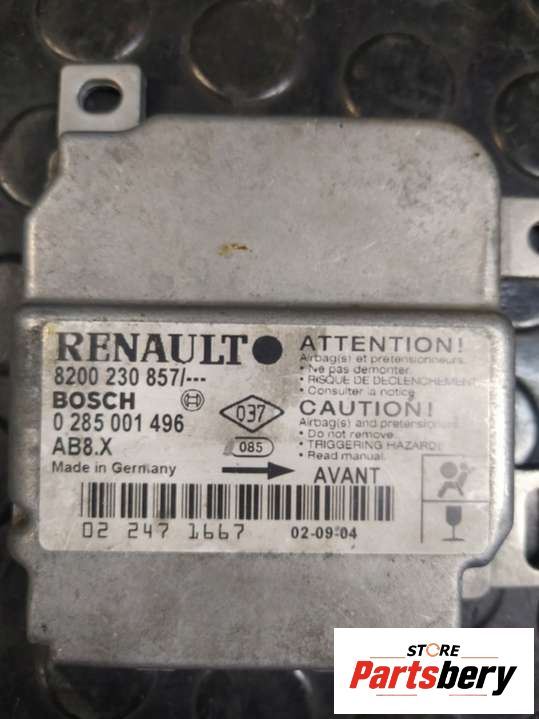 RENAULT
8200 230 857/---
BOSCH
0 285 001 496
AB8.X
Made in Germany
037
085
ATTENTION!
Airbag(s) et pretensionneurs
• Ne pas demonter.
• RISQUE DE DECLENCHEMENT
• Consulter la notice
CAUTION!
Airbag(s) and pretensioners
• Do not remove.
• TRIGGERING HAZARD!
• Read manual.
AVANT
02 247 1667
02-09-04
STORE
Partsbery